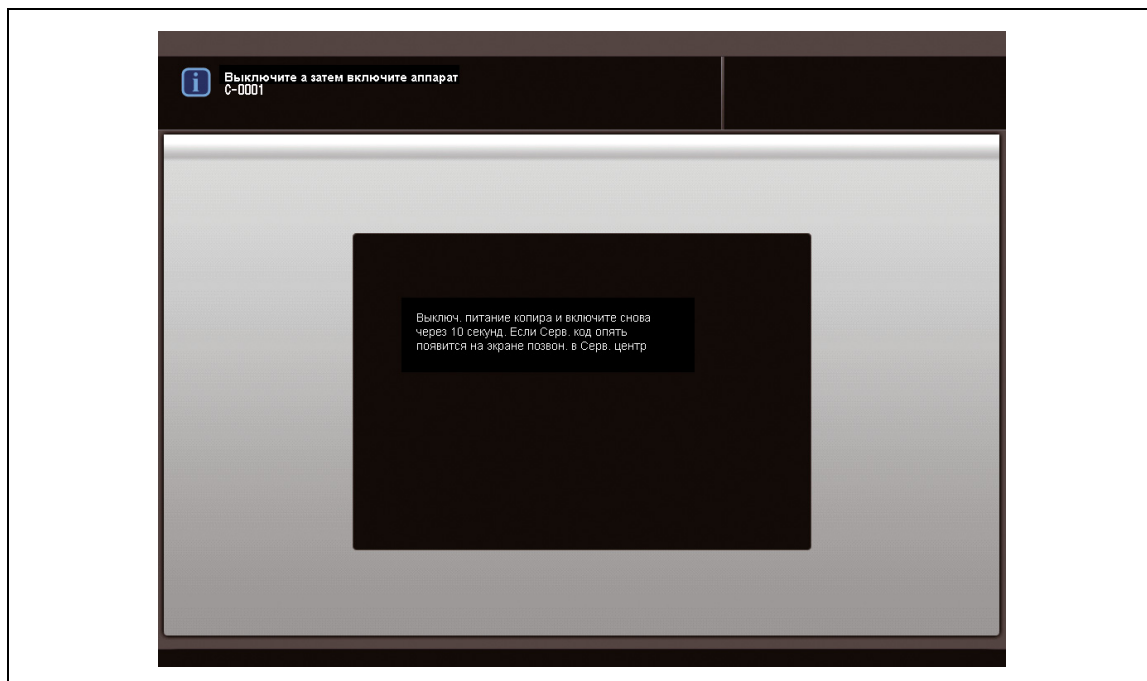 Выключите а затем включите аппарат
C-0001
Выключ. питание копира и включите снова
через 10 секунд. Если Серв. код опять
появится на экране позвон. в Серв. центр